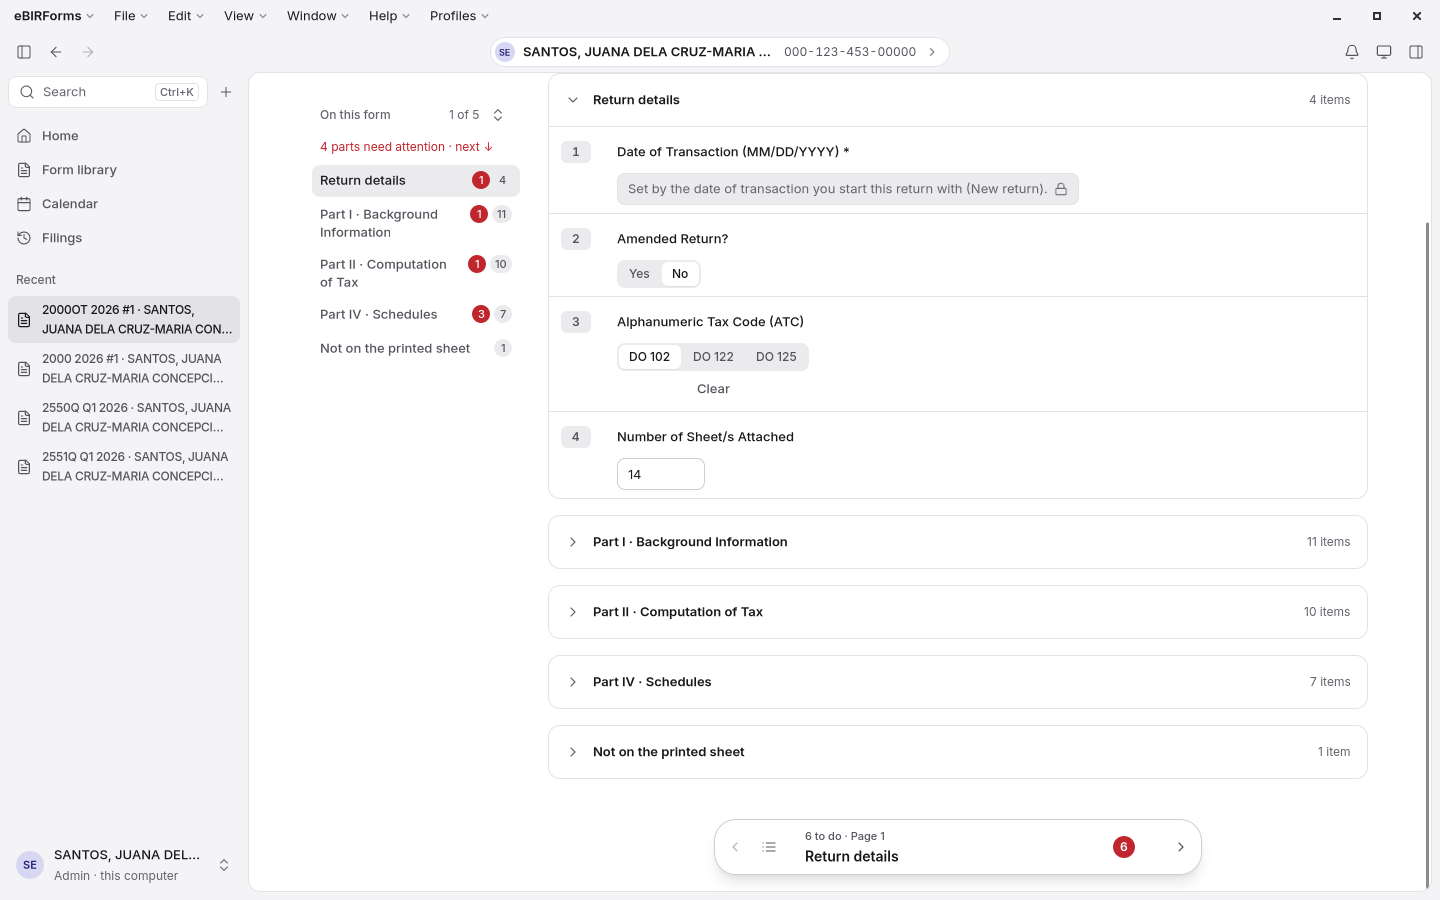 eBIRForms File Edit View Window Help Profiles
SE SANTOS, JUANA DELA CRUZ-MARIA ... 000-123-453-00000
Search Ctrl+K
Home
Form library
Calendar
Filings
Recent
2000OT 2026 #1 · SANTOS,
JUANA DELA CRUZ-MARIA CON...
2000 2026 #1 · SANTOS, JUANA
DELA CRUZ-MARIA CONCEPCI...
2550Q Q1 2026 · SANTOS, JUANA
DELA CRUZ-MARIA CONCEPCI...
2551Q Q1 2026 · SANTOS, JUANA
DELA CRUZ-MARIA CONCEPCI...
SE SANTOS, JUANA DEL...
Admin · this computer
On this form 1 of 5
4 parts need attention · next ↓
Return details 1 4
Part I · Background 1 11
Information
Part II · Computation 1 10
of Tax
Part IV · Schedules 3 7
Not on the printed sheet 1
Return details 4 items
1 Date of Transaction (MM/DD/YYYY) *
Set by the date of transaction you start this return with (New return).
2 Amended Return?
Yes No
3 Alphanumeric Tax Code (ATC)
DO 102 DO 122 DO 125
Clear
4 Number of Sheet/s Attached
14
Part I · Background Information 11 items
Part II · Computation of Tax 10 items
Part IV · Schedules 7 items
Not on the printed sheet 1 item
6 to do · Page 1
Return details 6